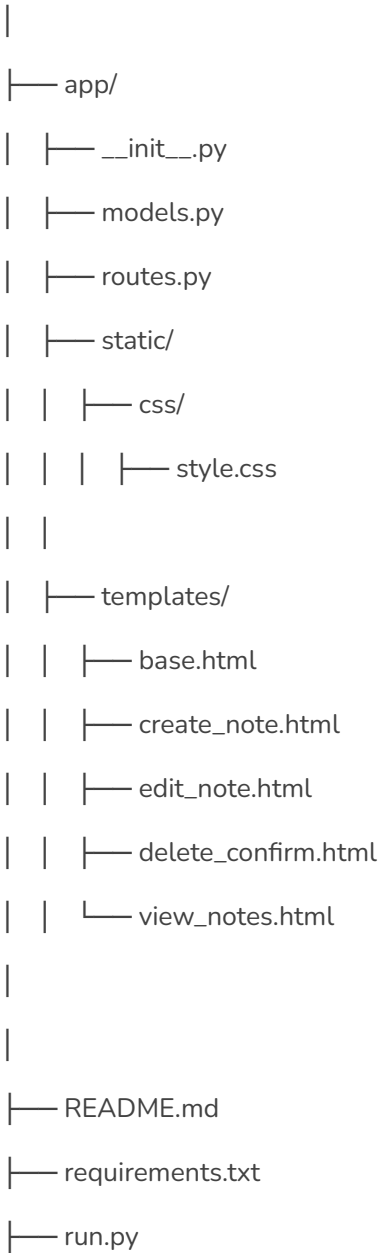 │
├── app/
│ ├── __init__.py
│ ├── models.py
│ ├── routes.py
│ ├── static/
│ │ ├── css/
│ │ │ ├── style.css
│ │
│ ├── templates/
│ │ ├── base.html
│ │ ├── create_note.html
│ │ ├── edit_note.html
│ │ ├── delete_confirm.html
│ │ └── view_notes.html
│
│
├── README.md
├── requirements.txt
├── run.py